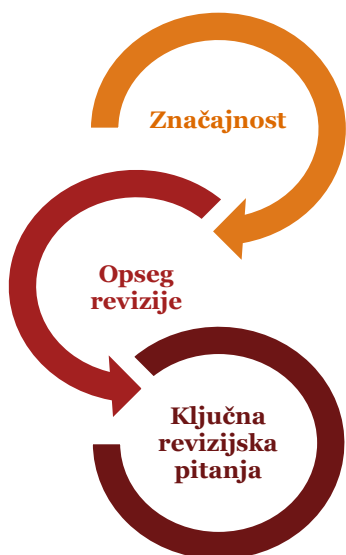 Značajnost
Opseg
revizije
Ključna
revizijska
pitanja